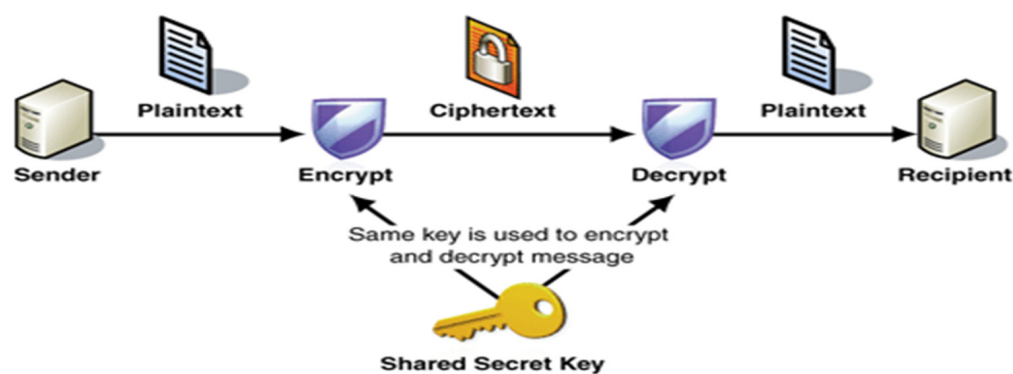 Plaintext
Ciphertext
Plaintext
Sender
Encrypt
Decrypt
Recipient
Same key is used to encrypt
and decrypt message
Shared Secret Key